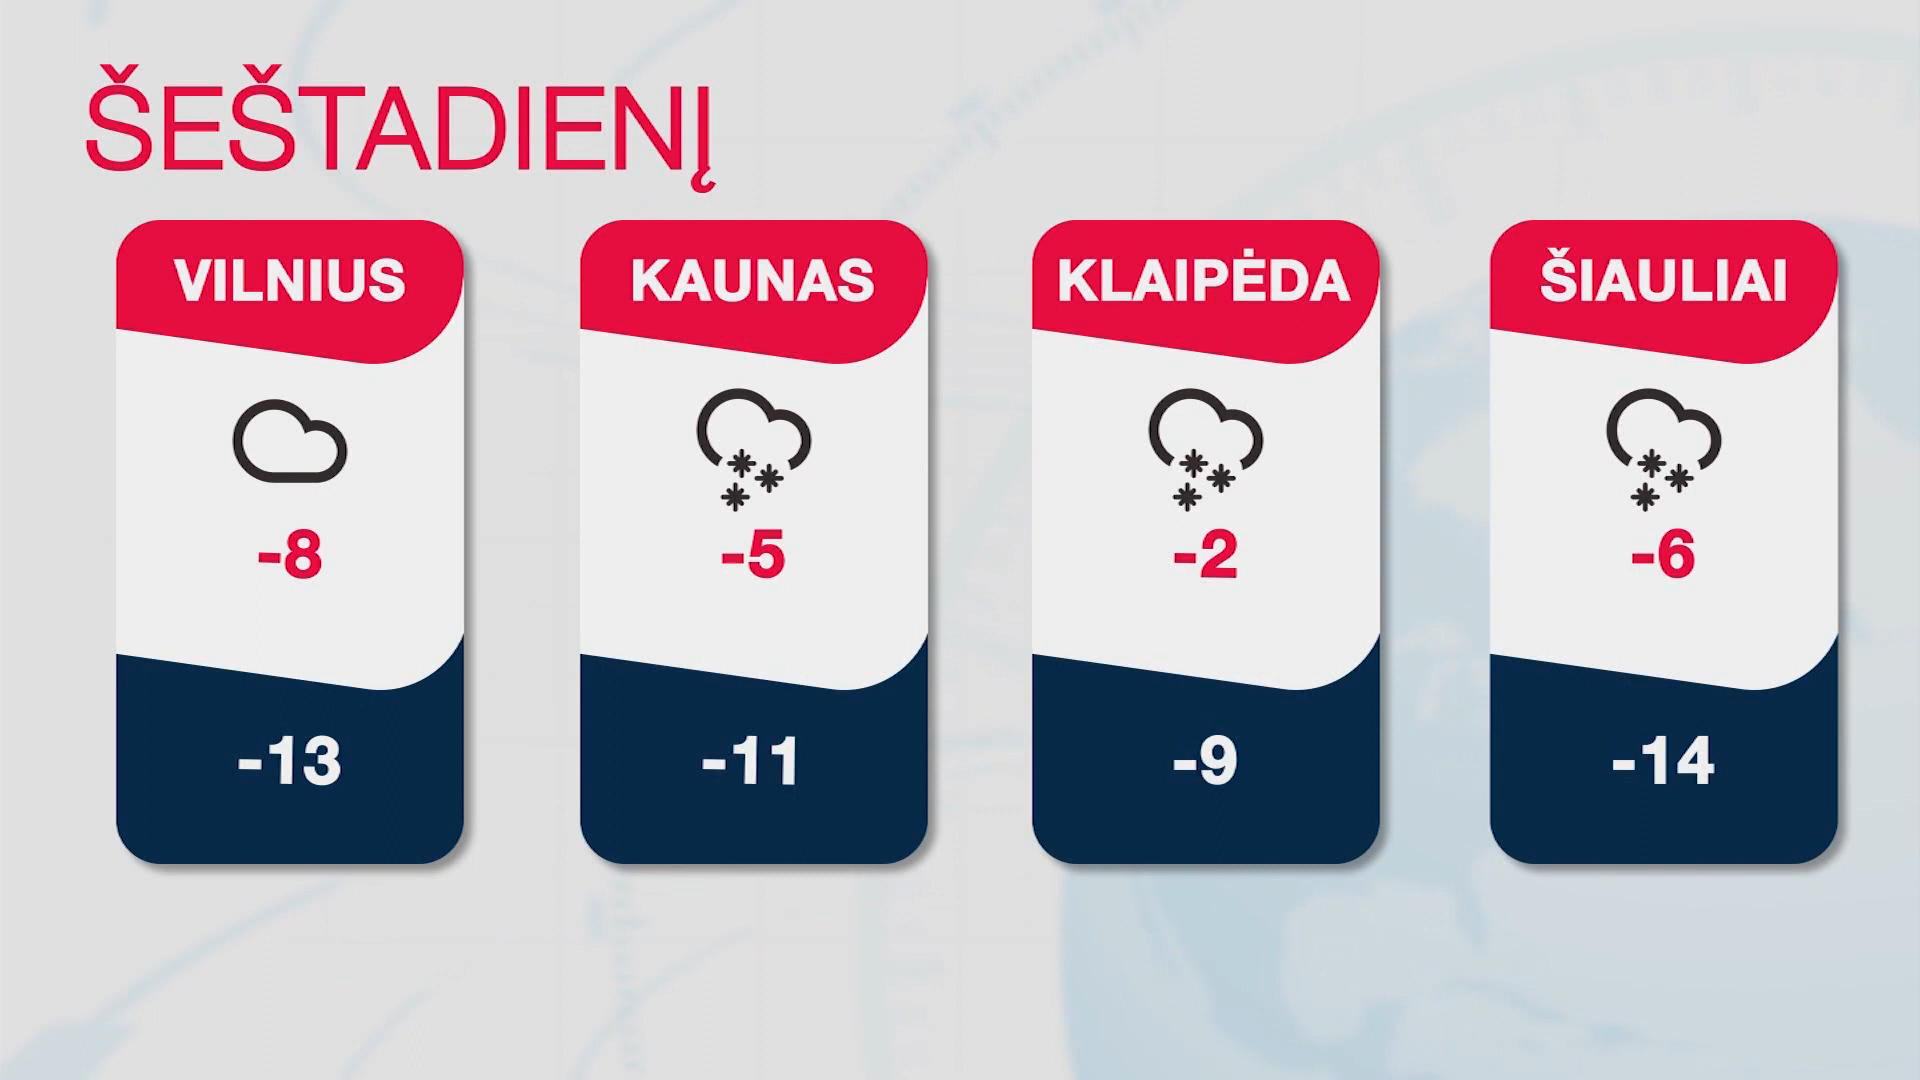 ŠEŠTADIENĮ
VILNIUS
-8
-13
KAUNAS
-5
-11
KLAIPĖDA
-2
-9
ŠIAULIAI
-6
-14